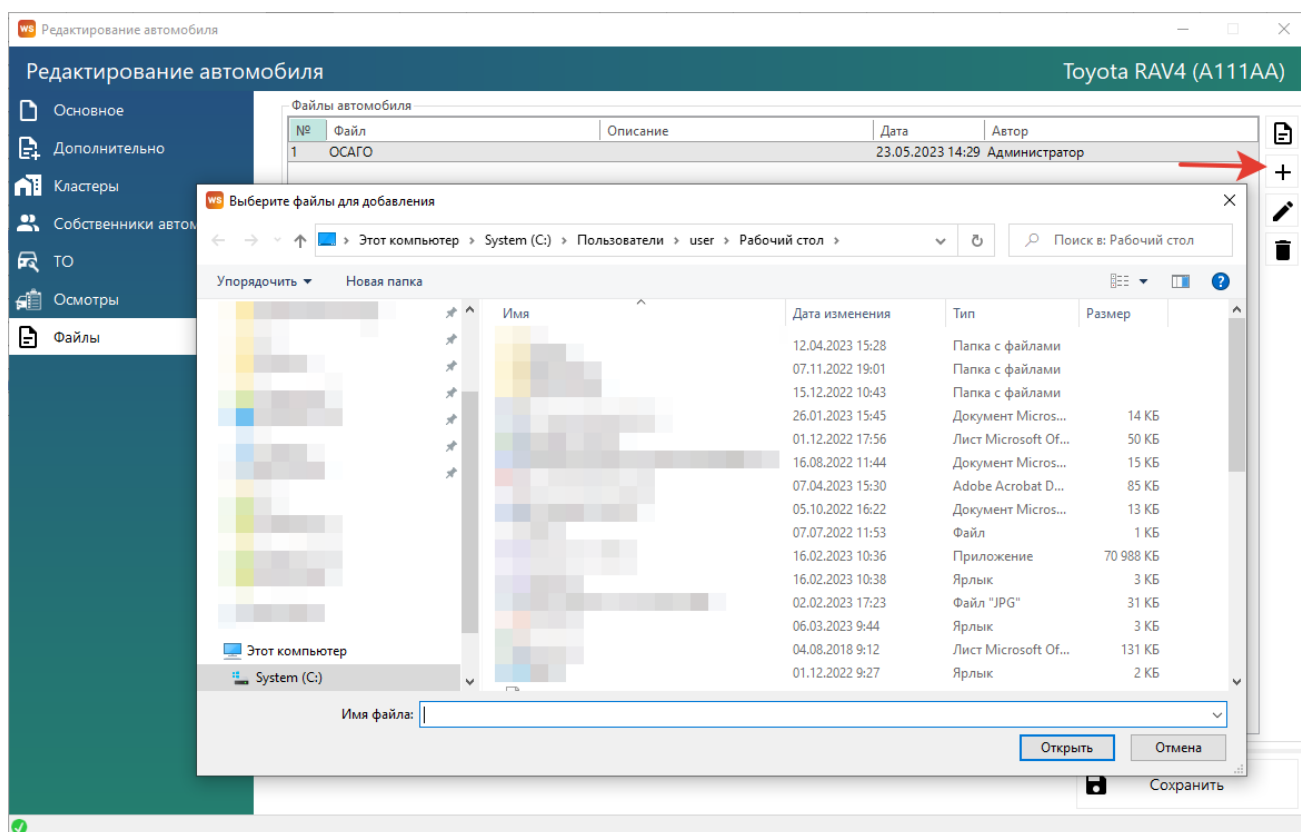 WS Редактирование автомобиля
Редактирование автомобиля Toyota RAV4 (A111AA)
Основное
Дополнительно
Кластеры
Собственники автом
ТО
Осмотры
Файлы
Файлы автомобиля
№ Файл Описание Дата Автор
1 ОСАГО 23.05.2023 14:29 Администратор
WS Выберите файлы для добавления
Этот компьютер › System (C:) › Пользователи › user › Рабочий стол ›
Поиск в: Рабочий стол
Упорядочить Новая папка
Имя Дата изменения Тип Размер
12.04.2023 15:28 Папка с файлами
07.11.2022 19:01 Папка с файлами
15.12.2022 10:43 Папка с файлами
26.01.2023 15:45 Документ Micros... 14 КБ
01.12.2022 17:56 Лист Microsoft Of... 50 КБ
16.08.2022 11:44 Документ Micros... 15 КБ
07.04.2023 15:30 Adobe Acrobat D... 85 КБ
05.10.2022 16:22 Документ Micros... 13 КБ
07.07.2022 11:53 Файл 1 КБ
16.02.2023 10:36 Приложение 70 988 КБ
16.02.2023 10:38 Ярлык 3 КБ
02.02.2023 17:23 Файл "JPG" 31 КБ
06.03.2023 9:44 Ярлык 3 КБ
04.08.2018 9:12 Лист Microsoft Of... 131 КБ
01.12.2022 9:27 Ярлык 2 КБ
Этот компьютер
System (C:)
Имя файла:
Открыть Отмена
Сохранить